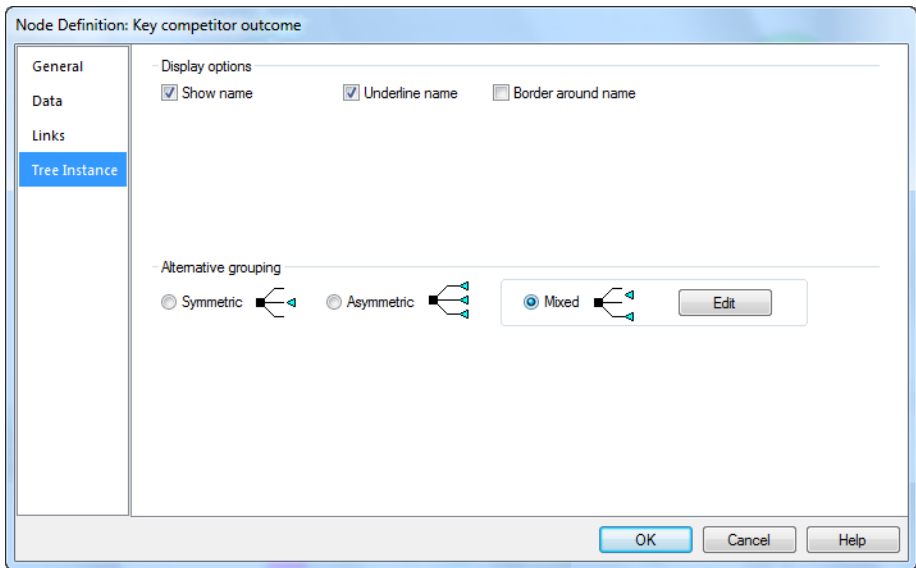 Node Definition: Key competitor outcome
General
Data
Links
Tree Instance
Display options
Show name Underline name Border around name
Alternative grouping
Symmetric Asymmetric Mixed Edit
OK Cancel Help